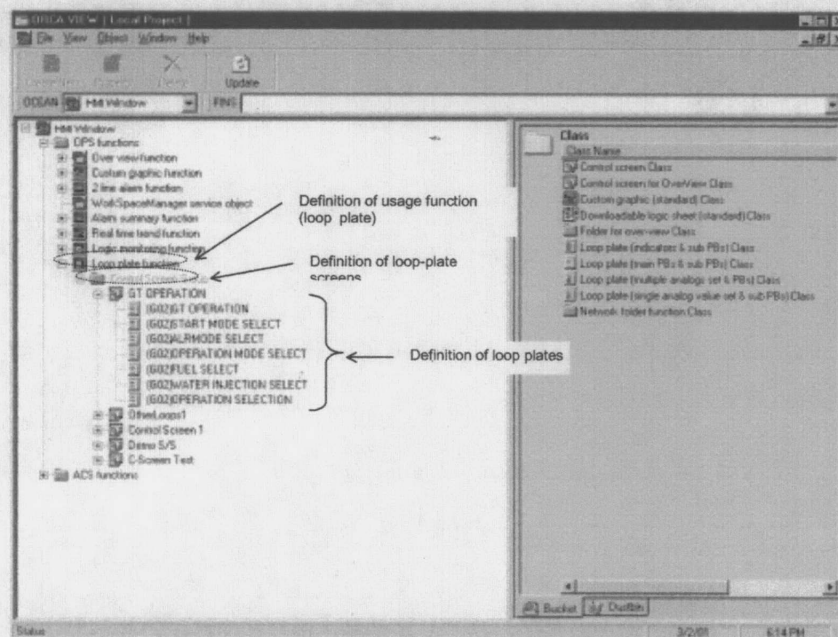 ORCA VIEW [ Local Project ]
File View Object Window Help
Property Delete Update
OCEAN HMI Window FIND
HMI Window
OPS functions
Over view function
Custom graphic function
2 line alarm function
WorkSpaceManager service object
Alarm summary function
Real time trend function
Logic monitoring function
Loop plate function
Control Screen
GT OPERATION
(G02)GT OPERATION
(G02)START MODE SELECT
(G02)ALRMODE SELECT
(G02)OPERATION MODE SELECT
(G02)FUEL SELECT
(G02)WATER INJECTION SELECT
(G02)OPERATION SELECTION
OtherLoops1
Control Screen 1
Demo S/S
C-Screen Test
ACS functions
Definition of usage function
(loop plate)
Definition of loop-plate
screens
Definition of loop plates
Class
Class Name
Control screen Class
Control screen for OverView Class
Custom graphic (standard) Class
Downloadable logic sheet (standard) Class
Folder for over-view Class
Loop plate (indicators & sub PBs) Class
Loop plate (main PBs & sub PBs) Class
Loop plate (multiple analogs set & PBs) Class
Loop plate (single analog value set & sub PBs) Class
Network folder function Class
Bucket Dustbin
Status 6:14 PM